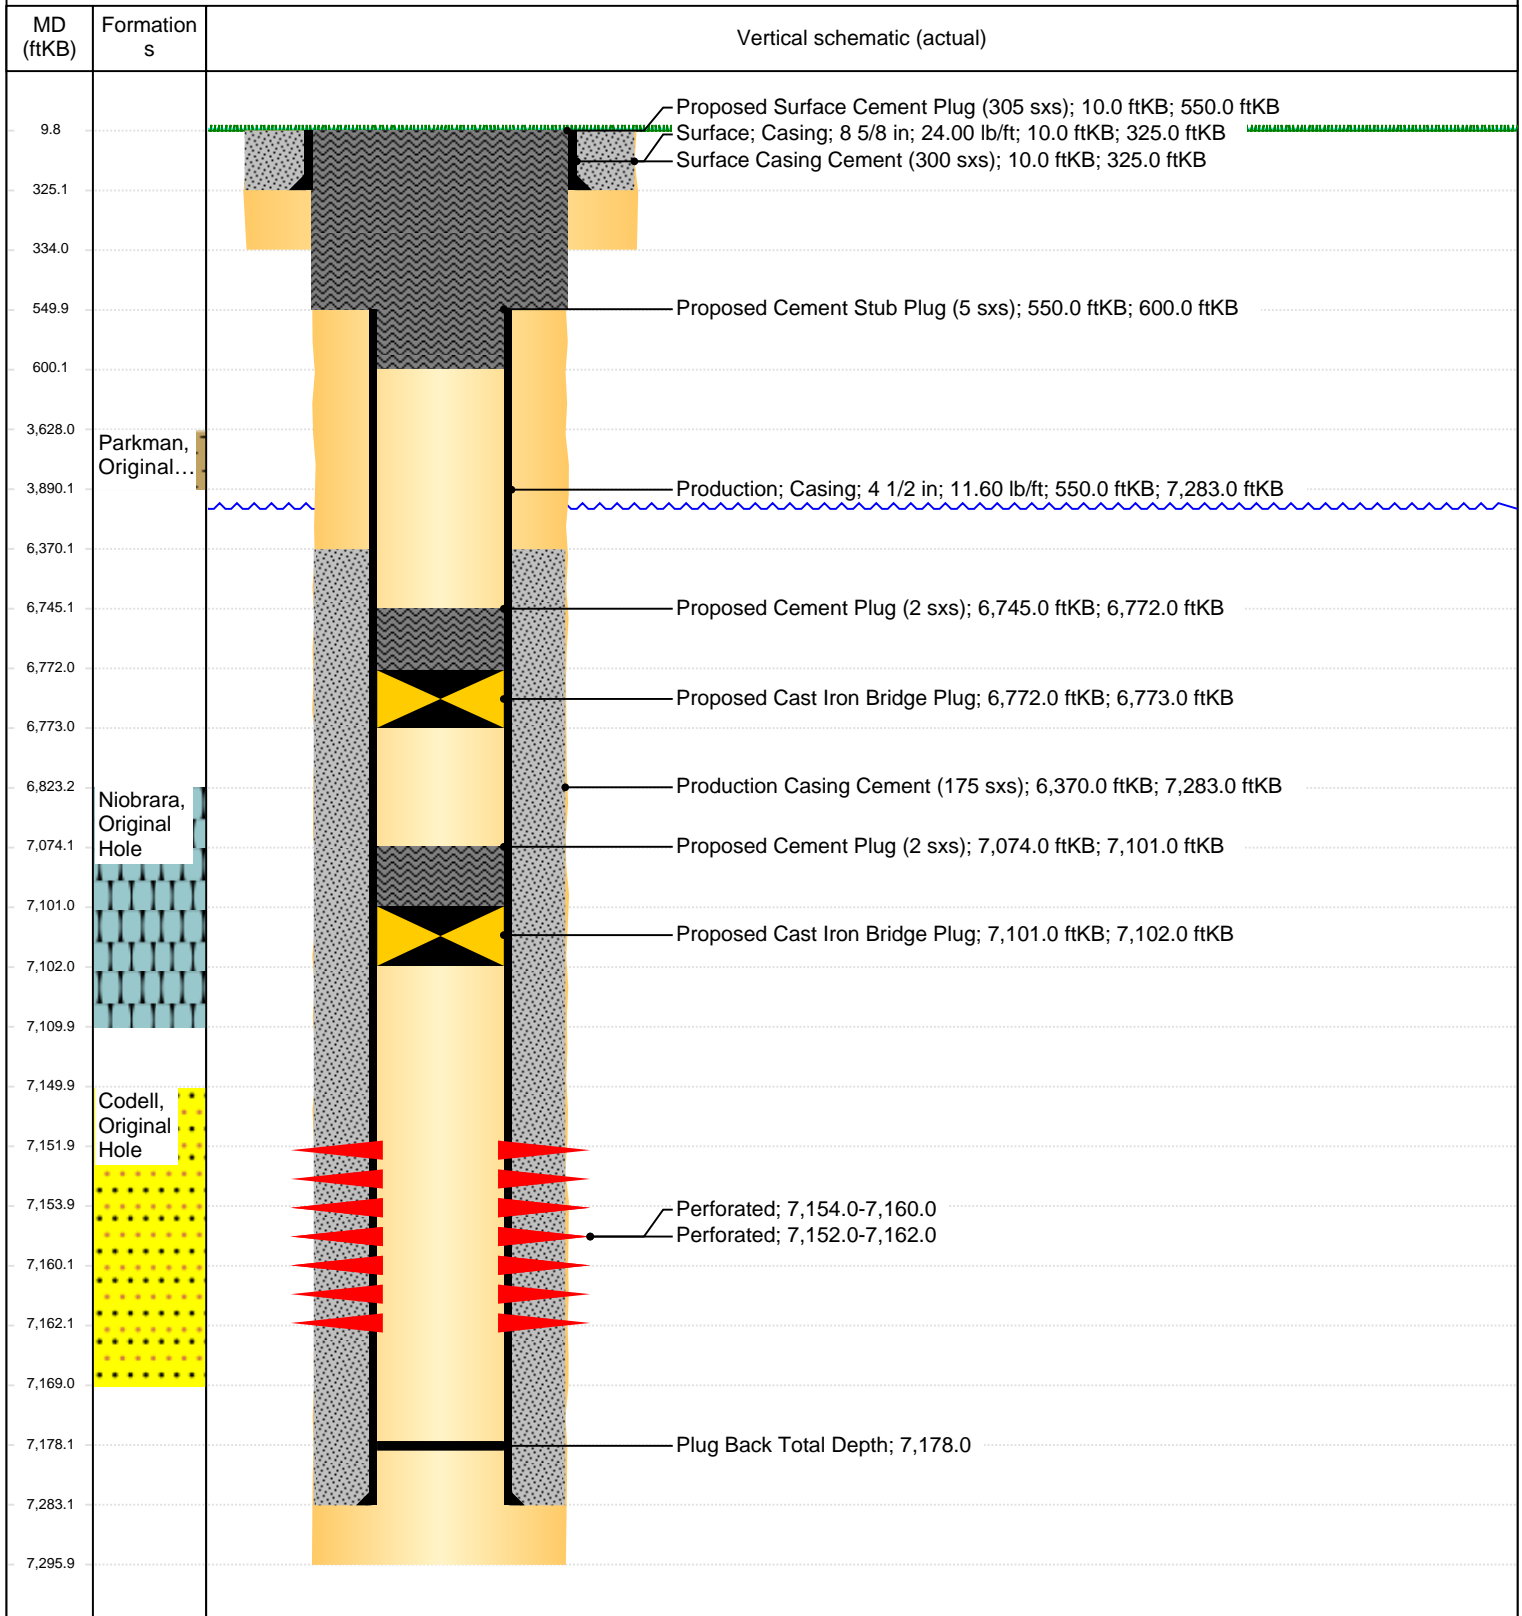 MD
(ftKB)
Formation
s
Vertical schematic (actual)
Proposed Surface Cement Plug (305 sxs); 10.0 ftKB; 550.0 ftKB
9.8
Surface; Casing; 8 5/8 in; 24.00 lb/ft; 10.0 ftKB; 325.0 ftKB
Surface Casing Cement (300 sxs); 10.0 ftKB; 325.0 ftKB
325.1
334.0
549.9
Proposed Cement Stub Plug (5 sxs); 550.0 ftKB; 600.0 ftKB
600.1
3,628.0
Parkman,
Original…
3,890.1
Production; Casing; 4 1/2 in; 11.60 lb/ft; 550.0 ftKB; 7,283.0 ftKB
6,370.1
6,745.1
Proposed Cement Plug (2 sxs); 6,745.0 ftKB; 6,772.0 ftKB
6,772.0
Proposed Cast Iron Bridge Plug; 6,772.0 ftKB; 6,773.0 ftKB
6,773.0
6,823.2
Production Casing Cement (175 sxs); 6,370.0 ftKB; 7,283.0 ftKB
Niobrara,
Original
Hole
7,074.1
Proposed Cement Plug (2 sxs); 7,074.0 ftKB; 7,101.0 ftKB
7,101.0
Proposed Cast Iron Bridge Plug; 7,101.0 ftKB; 7,102.0 ftKB
7,102.0
7,109.9
7,149.9
Codell,
Original
Hole
7,151.9
7,153.9
Perforated; 7,154.0-7,160.0
Perforated; 7,152.0-7,162.0
7,160.1
7,162.1
7,169.0
7,178.1
Plug Back Total Depth; 7,178.0
7,283.1
7,295.9